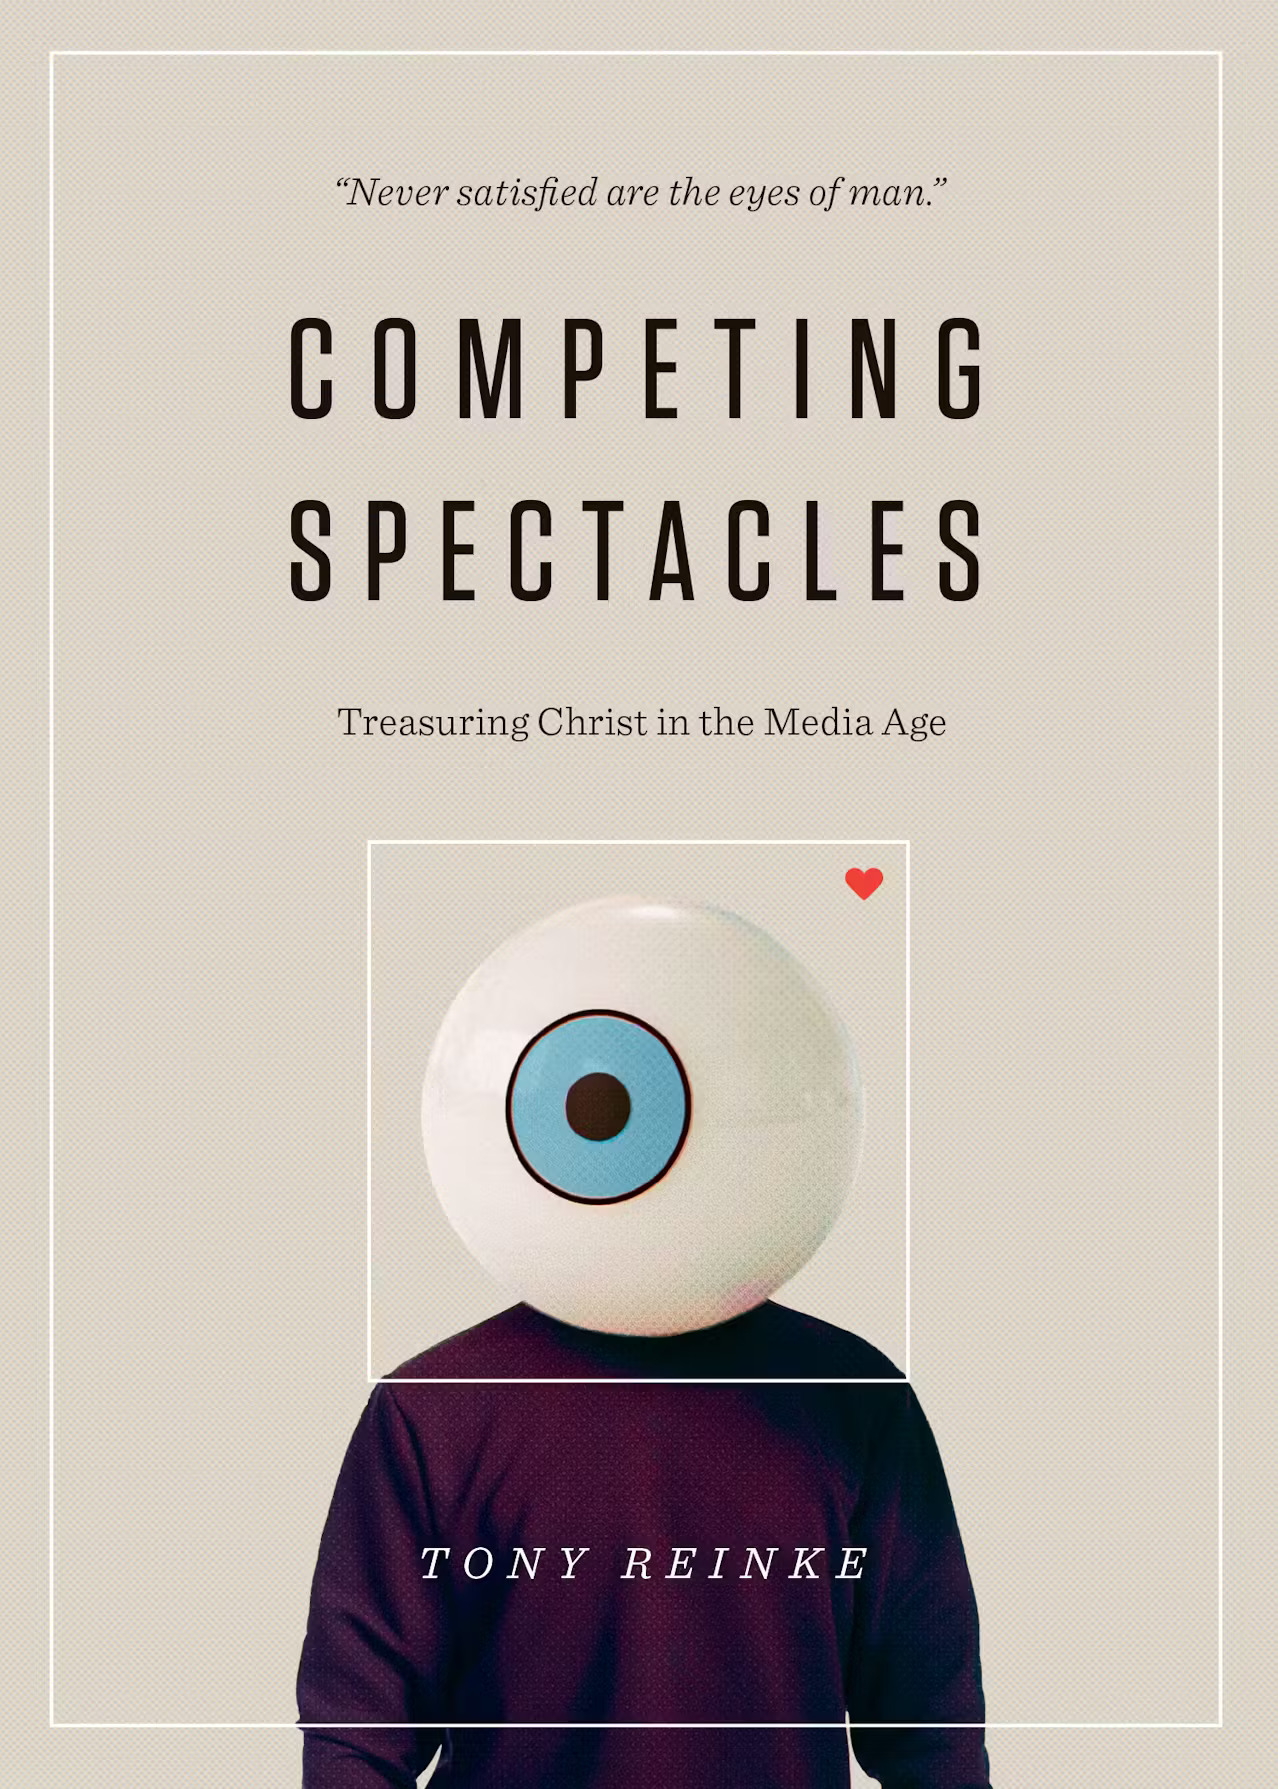 “Never satisfied are the eyes of man.”
COMPETING
SPECTACLES
Treasuring Christ in the Media Age
TONY REINKE